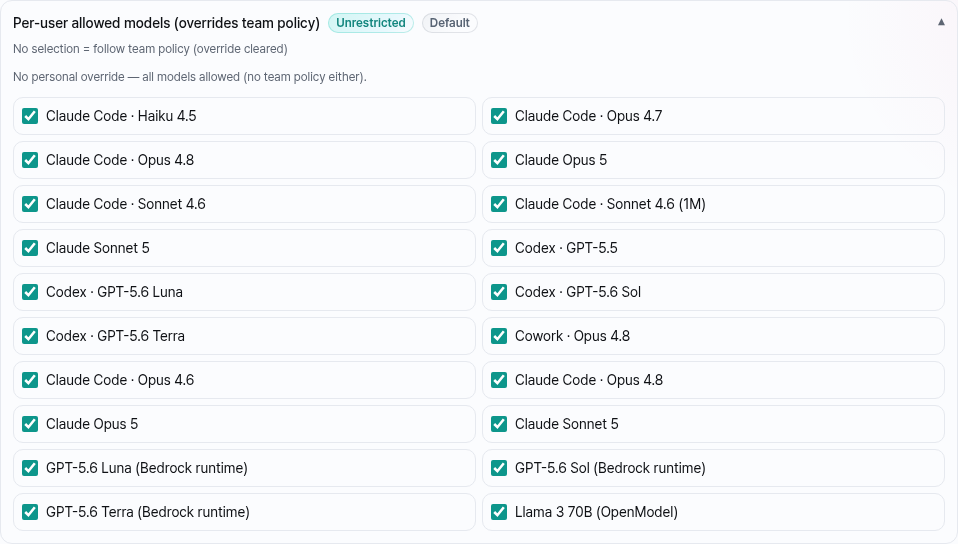 Per-user allowed models (overrides team policy) Unrestricted Default ▲
No selection = follow team policy (override cleared)
No personal override — all models allowed (no team policy either).
Claude Code · Haiku 4.5
Claude Code · Opus 4.7
Claude Code · Opus 4.8
Claude Opus 5
Claude Code · Sonnet 4.6
Claude Code · Sonnet 4.6 (1M)
Claude Sonnet 5
Codex · GPT-5.5
Codex · GPT-5.6 Luna
Codex · GPT-5.6 Sol
Codex · GPT-5.6 Terra
Cowork · Opus 4.8
Claude Code · Opus 4.6
Claude Code · Opus 4.8
Claude Opus 5
Claude Sonnet 5
GPT-5.6 Luna (Bedrock runtime)
GPT-5.6 Sol (Bedrock runtime)
GPT-5.6 Terra (Bedrock runtime)
Llama 3 70B (OpenModel)